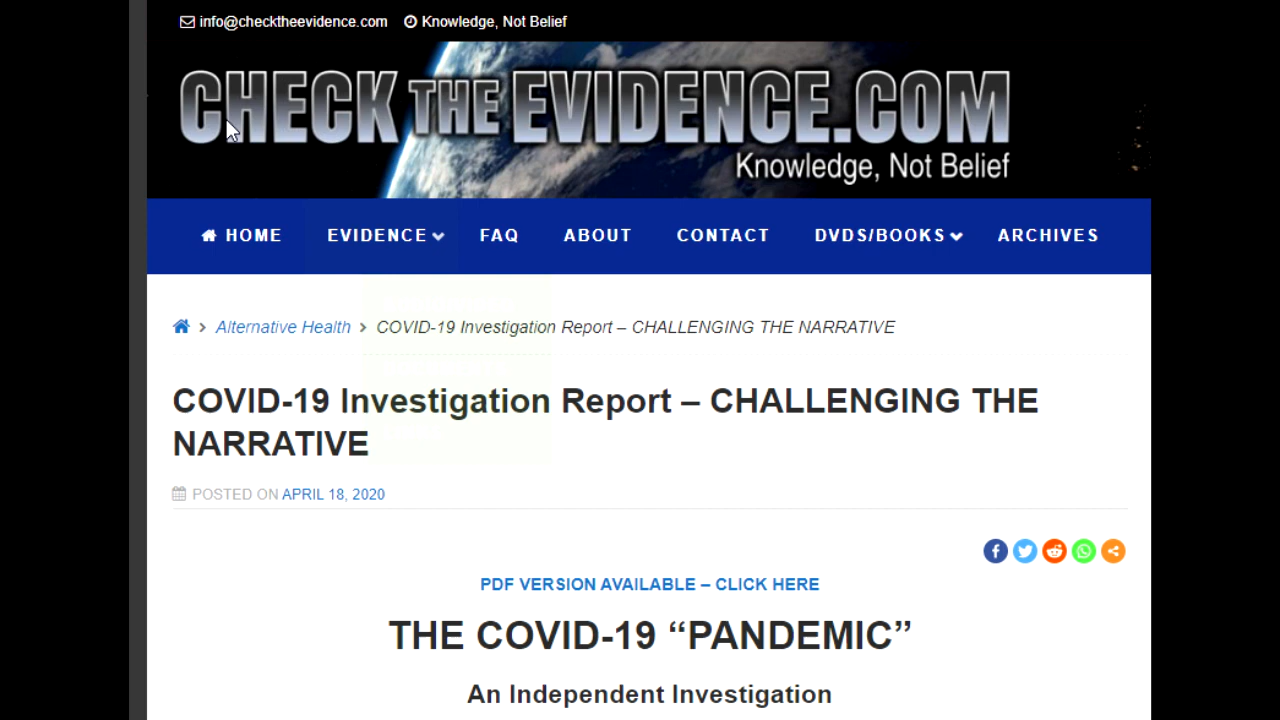 info@checktheevidence.com Knowledge, Not Belief
CHECK THE EVIDENCE.COM
Knowledge, Not Belief
HOME EVIDENCE FAQ ABOUT CONTACT DVDS/BOOKS ARCHIVES
Alternative Health COVID-19 Investigation Report – CHALLENGING THE NARRATIVE
COVID-19 Investigation Report – CHALLENGING THE
NARRATIVE
POSTED ON APRIL 18, 2020
PDF VERSION AVAILABLE – CLICK HERE
THE COVID-19 “PANDEMIC”
An Independent Investigation